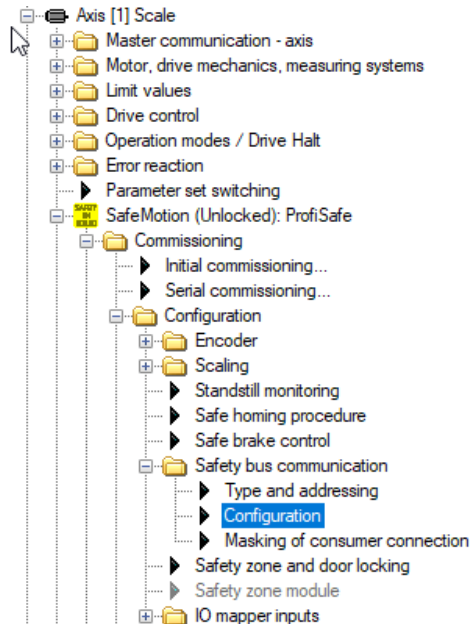 Axis [1] Scale
Master communication - axis
Motor, drive mechanics, measuring systems
Limit values
Drive control
Operation modes / Drive Halt
Error reaction
Parameter set switching
SafeMotion (Unlocked): ProfiSafe
Commissioning
Initial commissioning...
Serial commissioning...
Configuration
Encoder
Scaling
Standstill monitoring
Safe homing procedure
Safe brake control
Safety bus communication
Type and addressing
Configuration
Masking of consumer connection
Safety zone and door locking
Safety zone module
IO mapper inputs